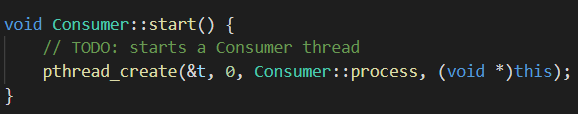 void Consumer::start() {
    // TODO: starts a Consumer thread
    pthread_create(&t, 0, Consumer::process, (void *)this);
}